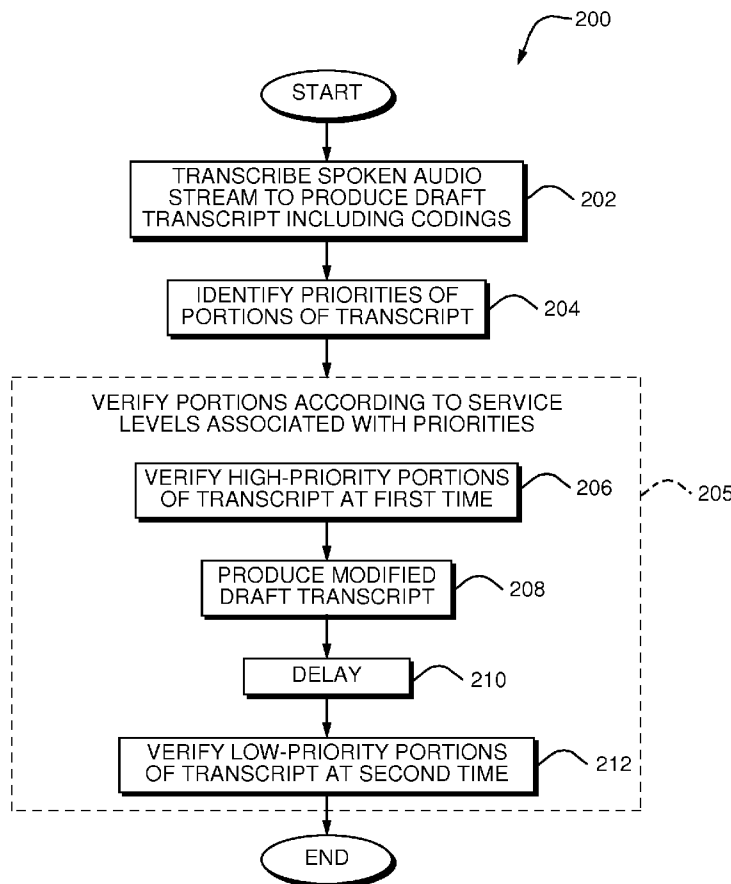 200
START
TRANSCRIBE SPOKEN AUDIO
STREAM TO PRODUCE DRAFT
TRANSCRIPT INCLUDING CODINGS
202
IDENTIFY PRIORITIES OF
PORTIONS OF TRANSCRIPT
204
VERIFY PORTIONS ACCORDING TO SERVICE
LEVELS ASSOCIATED WITH PRIORITIES
VERIFY HIGH-PRIORITY PORTIONS
OF TRANSCRIPT AT FIRST TIME
206
205
PRODUCE MODIFIED
DRAFT TRANSCRIPT
208
DELAY
210
VERIFY LOW-PRIORITY PORTIONS
OF TRANSCRIPT AT SECOND TIME
212
END